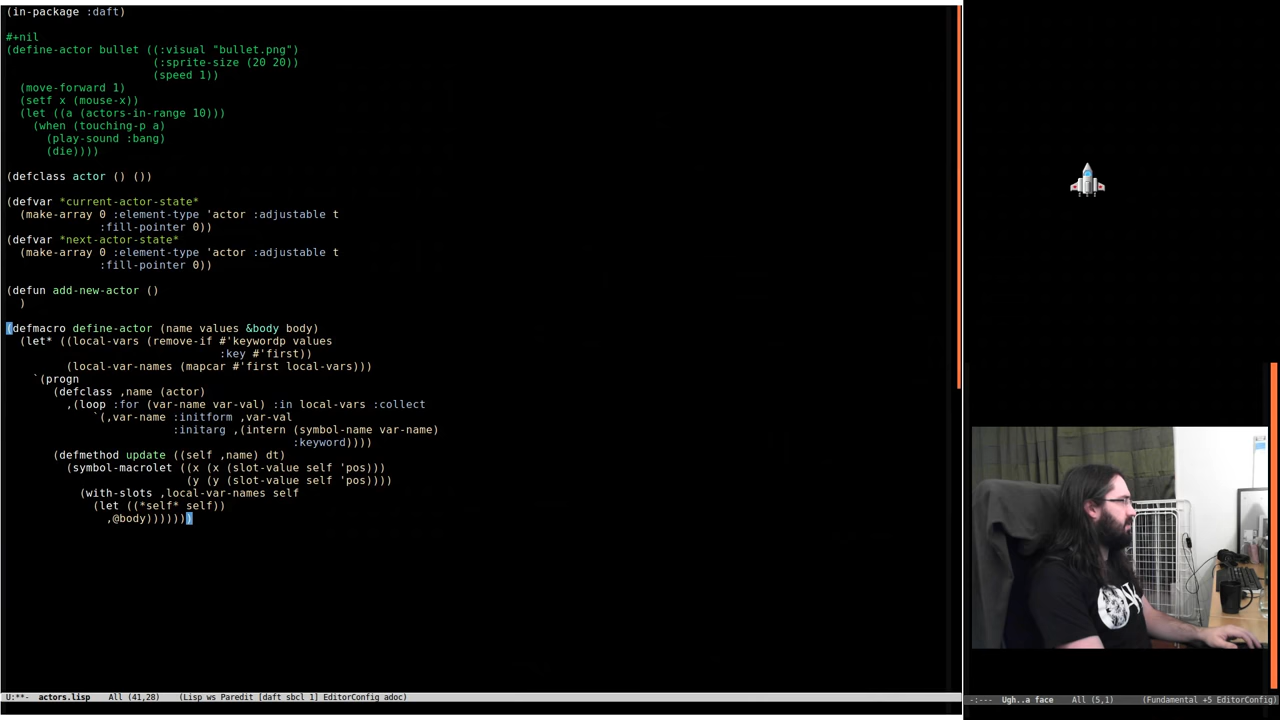 (in-package :daft)
#+nil
(define-actor bullet ((:visual "bullet.png")
(:sprite-size (20 20))
(speed 1))
(move-forward 1)
(setf x (mouse-x))
(let ((a (actors-in-range 10)))
(when (touching-p a)
(play-sound :bang)
(die))))
(defclass actor () ())
(defvar *current-actor-state*
(make-array 0 :element-type 'actor :adjustable t
:fill-pointer 0))
(defvar *next-actor-state*
(make-array 0 :element-type 'actor :adjustable t
:fill-pointer 0))
(defun add-new-actor ()
)
(defmacro define-actor (name values &body body)
(let* ((local-vars (remove-if #'keywordp values
:key #'first))
(local-var-names (mapcar #'first local-vars)))
`(progn
(defclass ,name (actor)
,(loop :for (var-name var-val) :in local-vars :collect
`(,var-name :initform ,var-val
:initarg ,(intern (symbol-name var-name)
:keyword))))
(defmethod update ((self ,name) dt)
(symbol-macrolet ((x (x (slot-value self 'pos)))
(y (y (slot-value self 'pos))))
(with-slots ,local-var-names self
(let ((*self* self))
,@body)))))))
U:**-  actors.lisp    All (41,28)    (Lisp ws Paredit [daft sbcl 1] EditorConfig adoc)
-:---  Ugh..a face    All (5,1)      (Fundamental +5 EditorConfig)